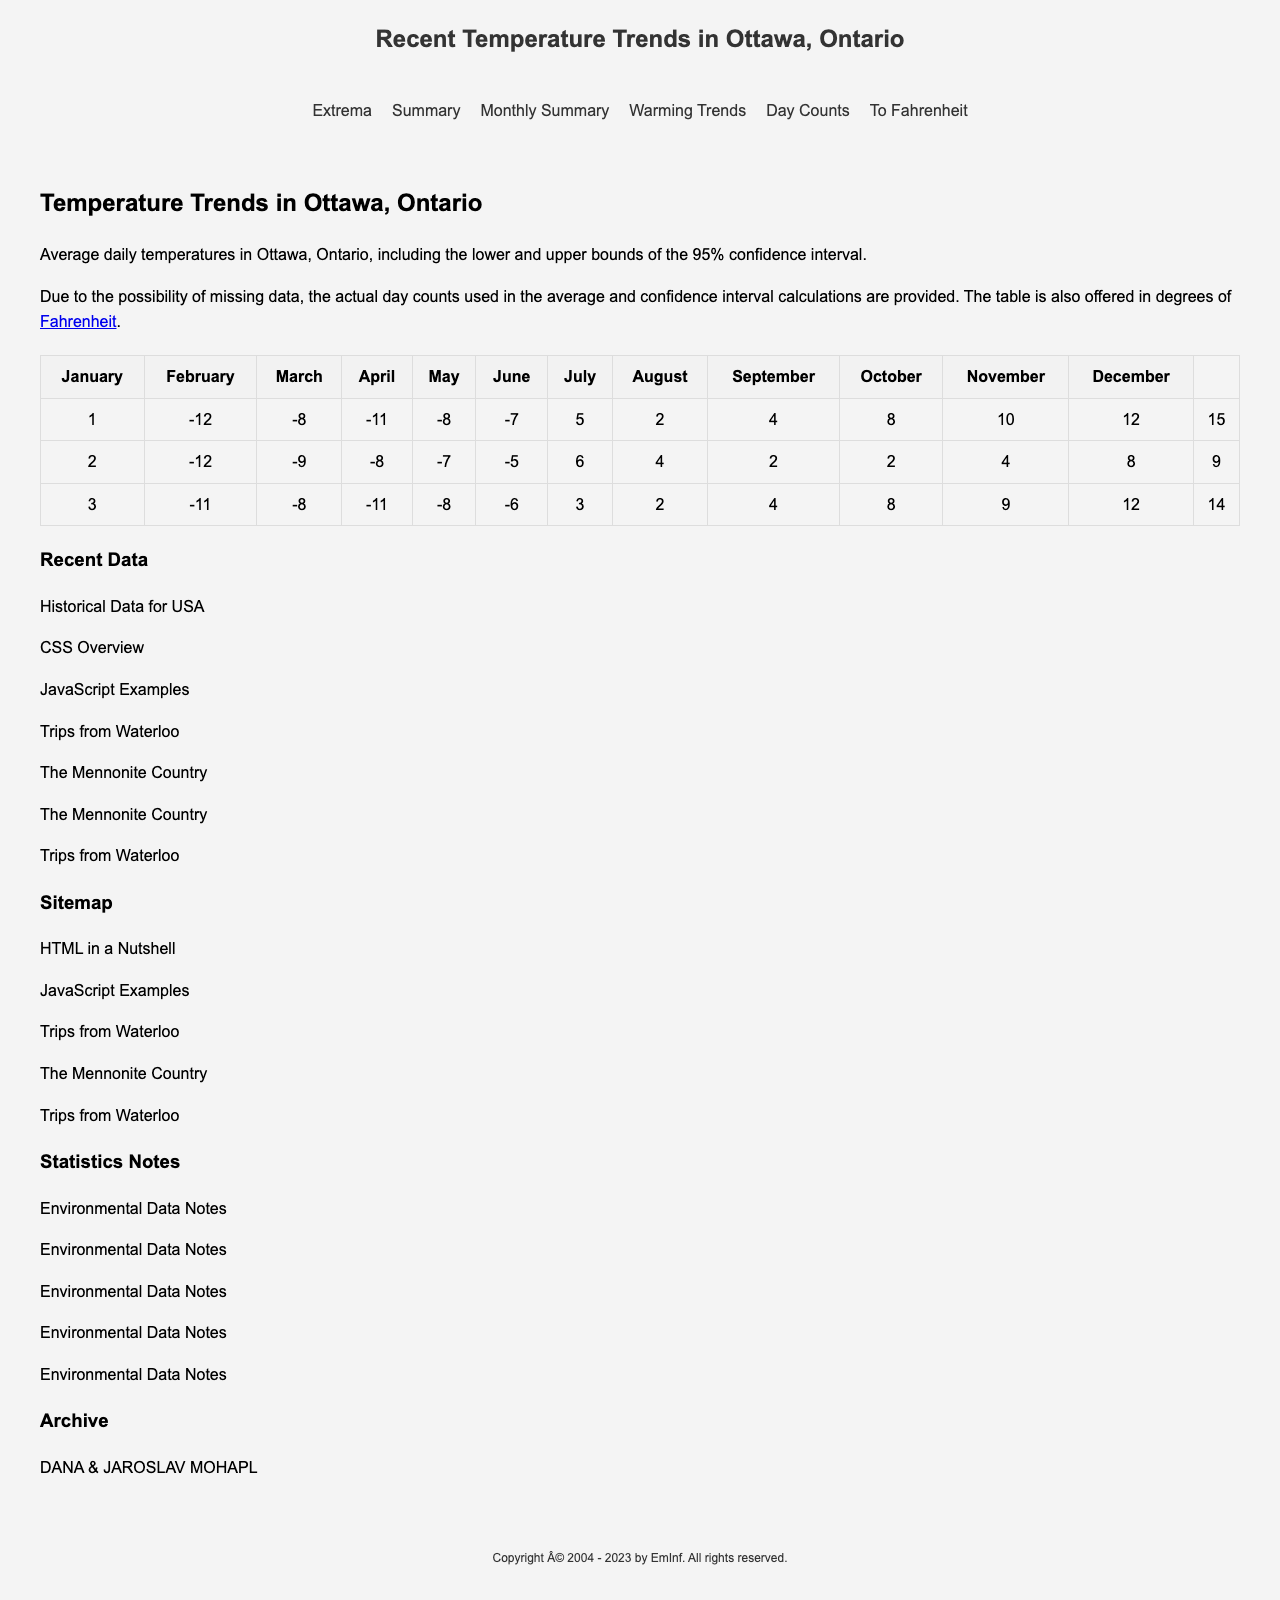 Recent Temperature Trends in Ottawa, Ontario
Extrema Summary Monthly Summary Warming Trends Day Counts To Fahrenheit
Temperature Trends in Ottawa, Ontario
Average daily temperatures in Ottawa, Ontario, including the lower and upper bounds of the 95% confidence interval.
Due to the possibility of missing data, the actual day counts used in the average and confidence interval calculations are provided. The table is also offered in degrees of
Fahrenheit.
January February March April May June July August September October November December
1 -12 -8 -11 -8 -7 5 2 4 8 10 12 15
2 -12 -9 -8 -7 -5 6 4 2 2 4 8 9
3 -11 -8 -11 -8 -6 3 2 4 8 9 12 14
Recent Data
Historical Data for USA
CSS Overview
JavaScript Examples
Trips from Waterloo
The Mennonite Country
The Mennonite Country
Trips from Waterloo
Sitemap
HTML in a Nutshell
JavaScript Examples
Trips from Waterloo
The Mennonite Country
Trips from Waterloo
Statistics Notes
Environmental Data Notes
Environmental Data Notes
Environmental Data Notes
Environmental Data Notes
Environmental Data Notes
Archive
DANA & JAROSLAV MOHAPL
Copyright Â© 2004 - 2023 by EmInf. All rights reserved.